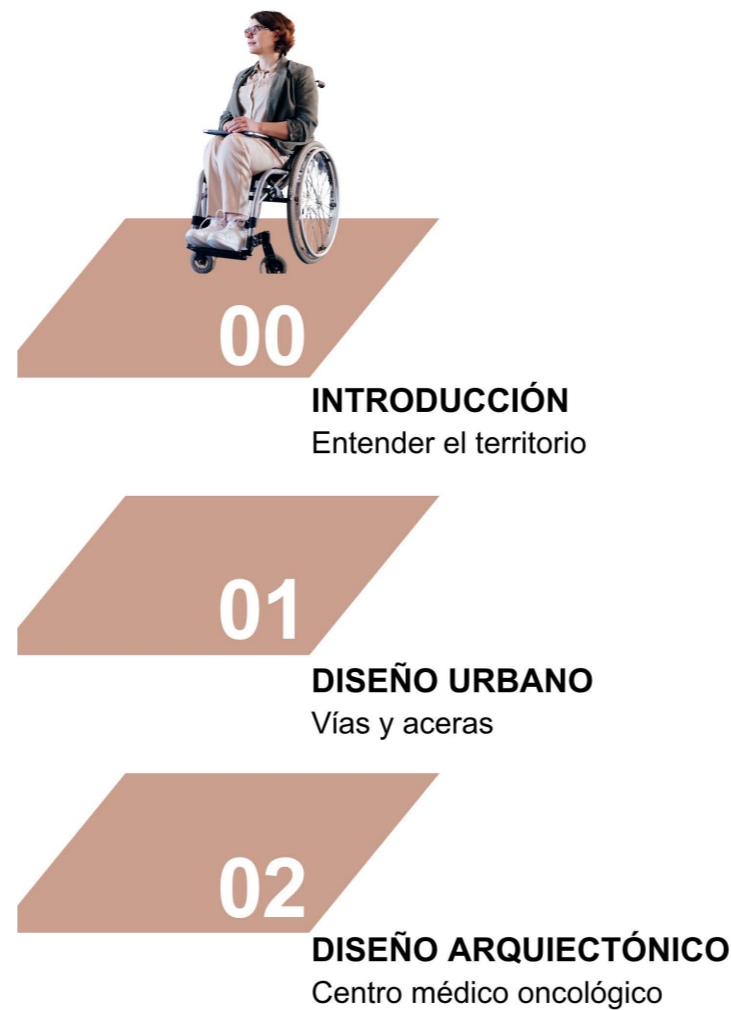 00
INTRODUCCIÓN
Entender el territorio
01
DISEÑO URBANO
Vías y aceras
02
DISEÑO ARQUIECTÓNICO
Centro médico oncológico